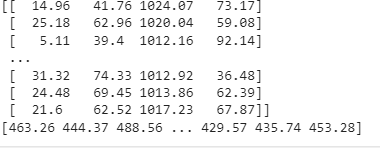 [[  14.96   41.76 1024.07   73.17]
 [  25.18   62.96 1020.04   59.08]
 [   5.11   39.4  1012.16   92.14]
 ...
 [  31.32   74.33 1012.92   36.48]
 [  24.48   69.45 1013.86   62.39]
 [  21.6    62.52 1017.23   67.87]]
[463.26 444.37 488.56 ... 429.57 435.74 453.28]